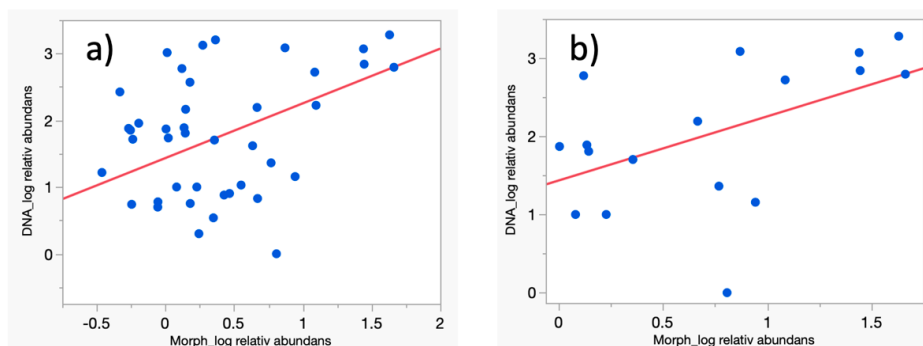 a)
DNA_log relativ abundans
3
2
1
0
-0.5 0 0.5 1 1.5 2
Morph_log relativ abundans
b)
DNA_log relativ abundans
3
2
1
0
0 0.5 1 1.5
Morph_log relativ abundans